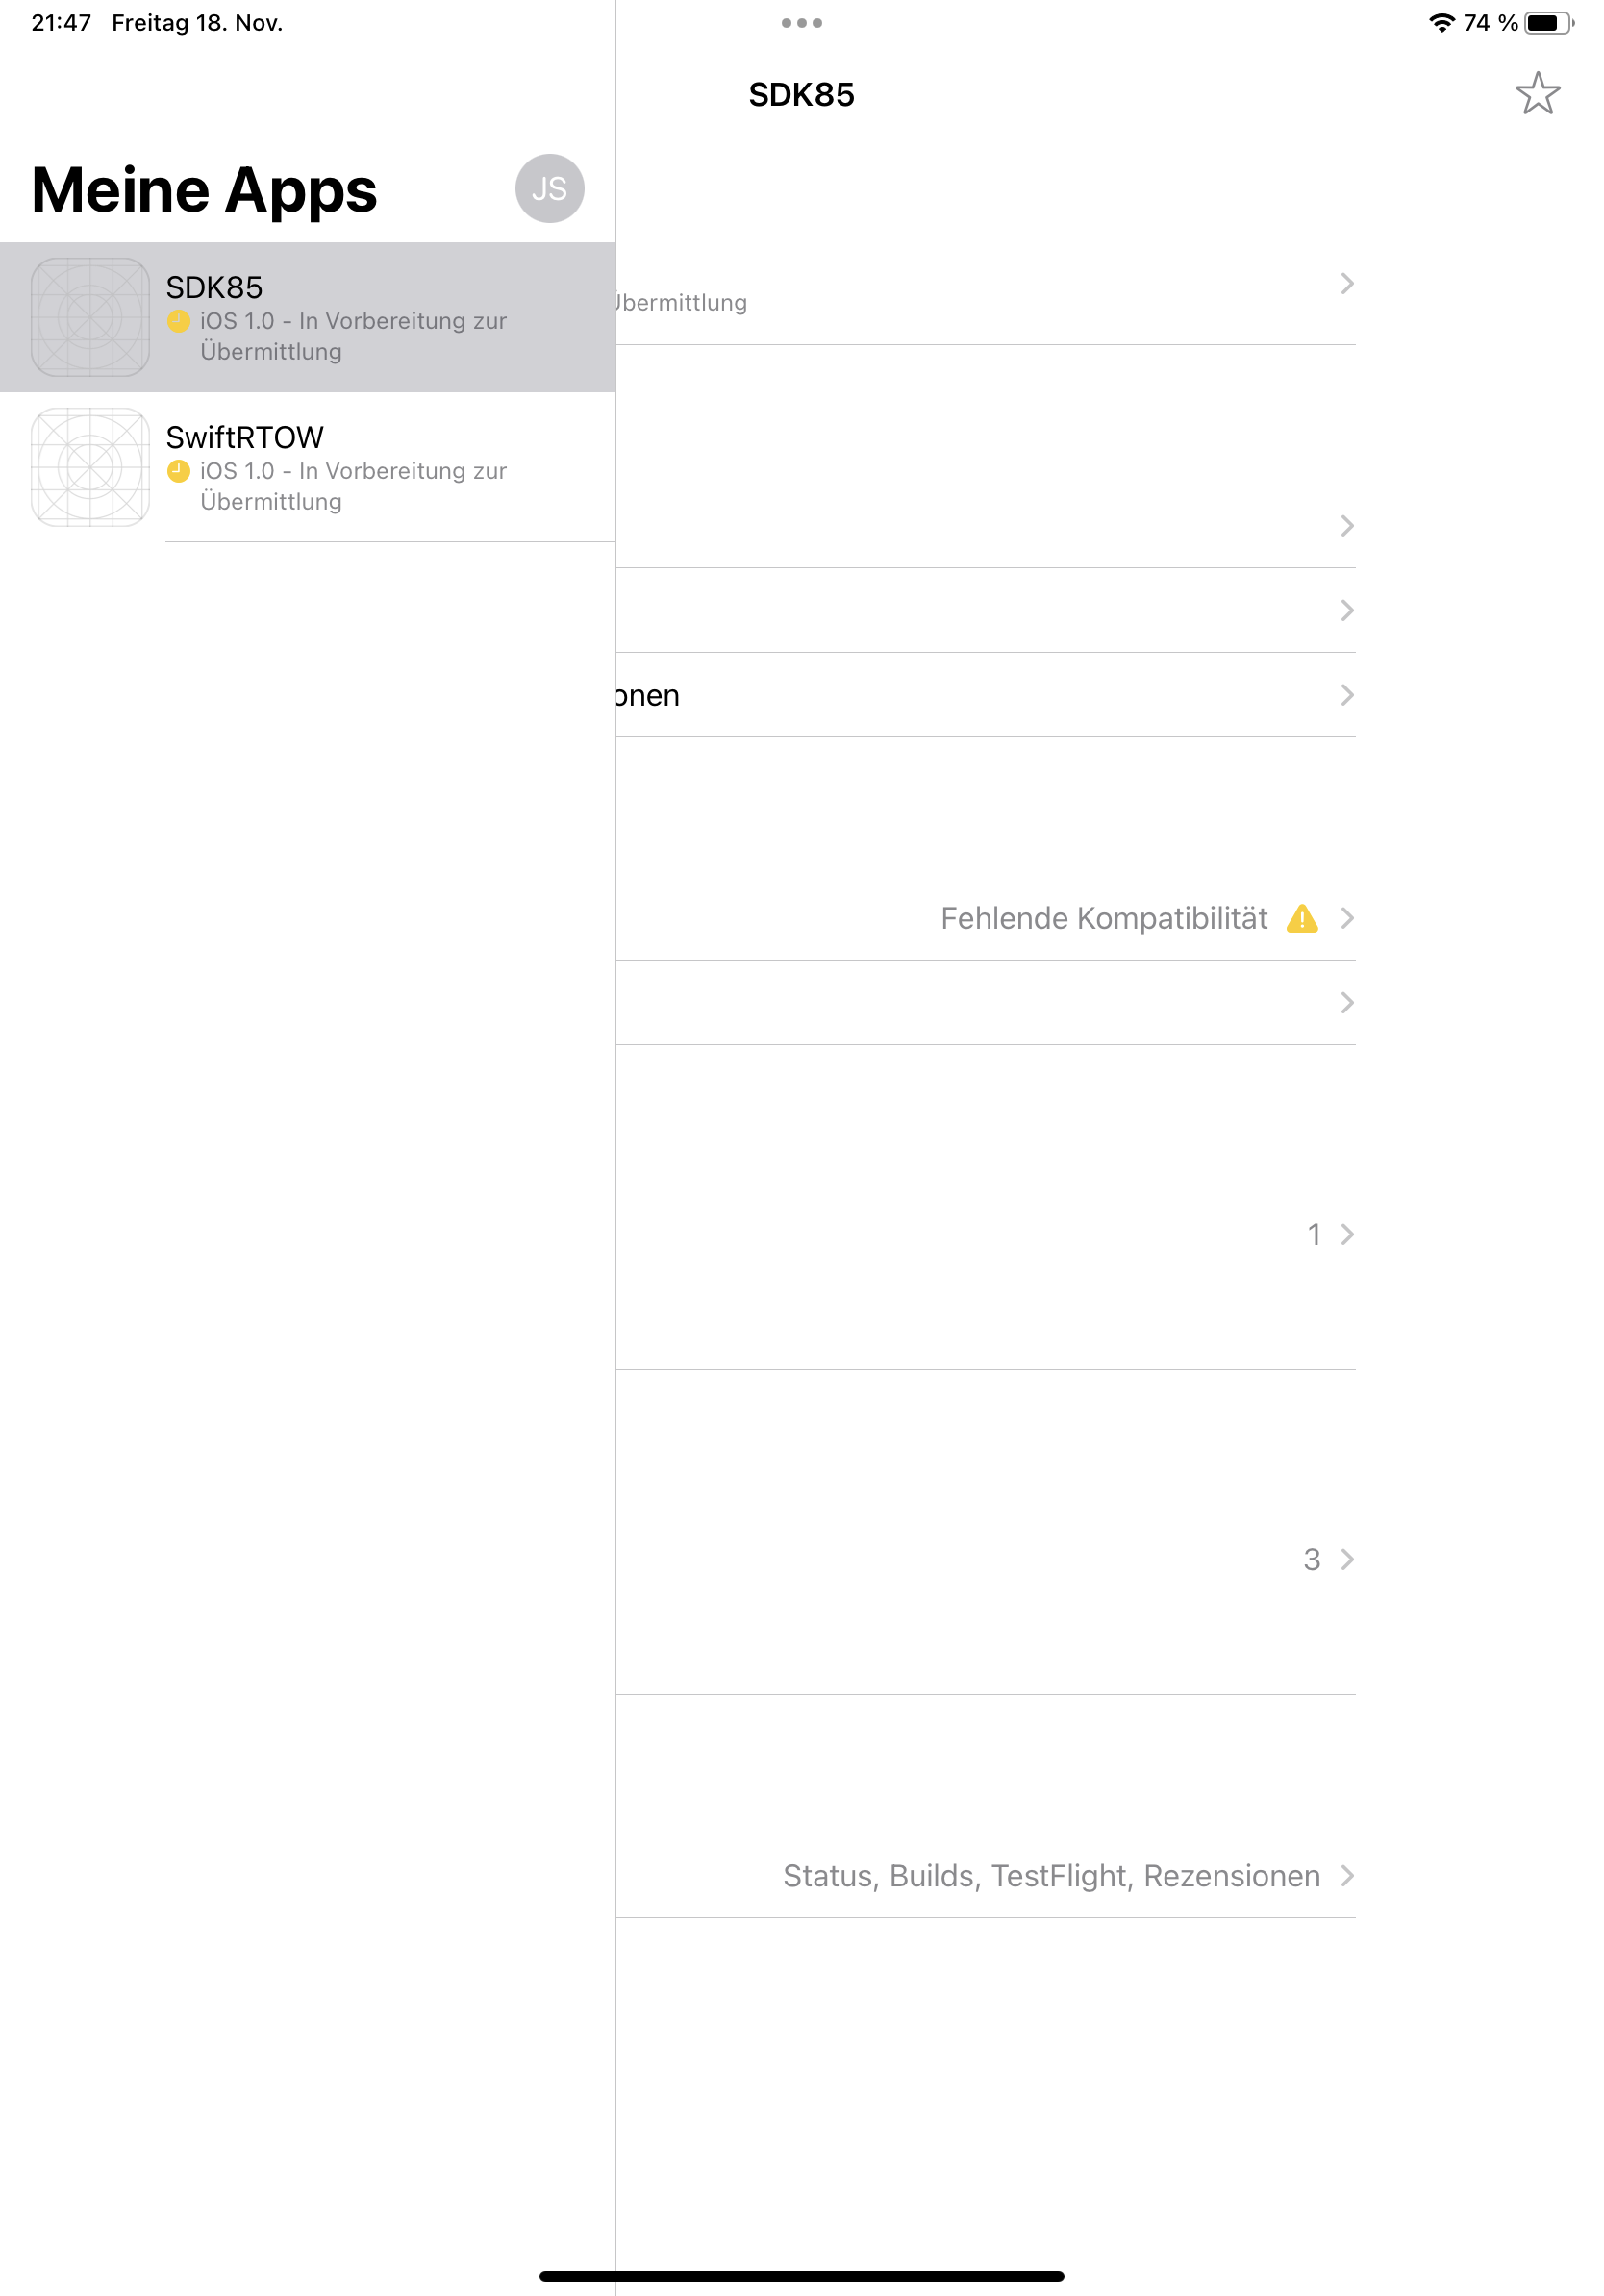 21:47 Freitag 18. Nov.
74 %
SDK85
Meine Apps
JS
SDK85
iOS 1.0 - In Vorbereitung zur
Übermittlung
SwiftRTOW
iOS 1.0 - In Vorbereitung zur
Übermittlung
Übermittlung
onen
Fehlende Kompatibilität
1
3
Status, Builds, TestFlight, Rezensionen